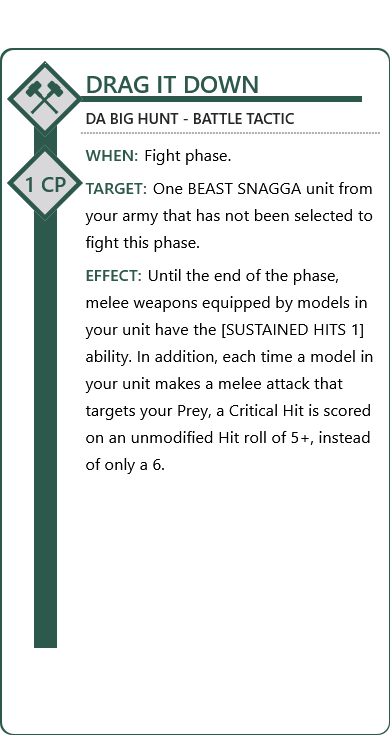 DRAG IT DOWN
DA BIG HUNT - BATTLE TACTIC
WHEN: Fight phase.
1 CP
TARGET: One BEAST SNAGGA unit from
your army that has not been selected to
fight this phase.
EFFECT: Until the end of the phase,
melee weapons equipped by models in
your unit have the [SUSTAINED HITS 1]
ability. In addition, each time a model in
your unit makes a melee attack that
targets your Prey, a Critical Hit is scored
on an unmodified Hit roll of 5+, instead
of only a 6.